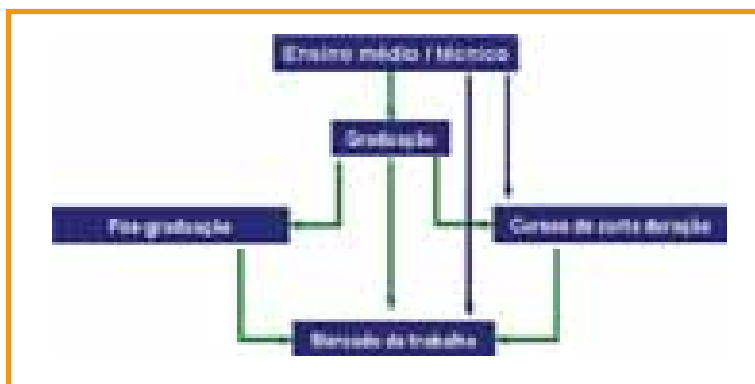 Ensino médio / técnico
Graduação
Pós-graduação
Cursos de curta duração
Mercado de trabalho